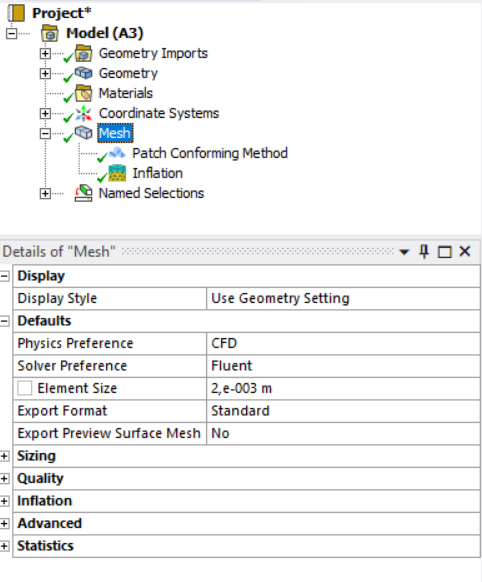 Project*
Model (A3)
Geometry Imports
Geometry
Materials
Coordinate Systems
Mesh
Patch Conforming Method
Inflation
Named Selections
Details of "Mesh"
Display
Display Style Use Geometry Setting
Defaults
Physics Preference CFD
Solver Preference Fluent
Element Size 2,e-003 m
Export Format Standard
Export Preview Surface Mesh No
Sizing
Quality
Inflation
Advanced
Statistics